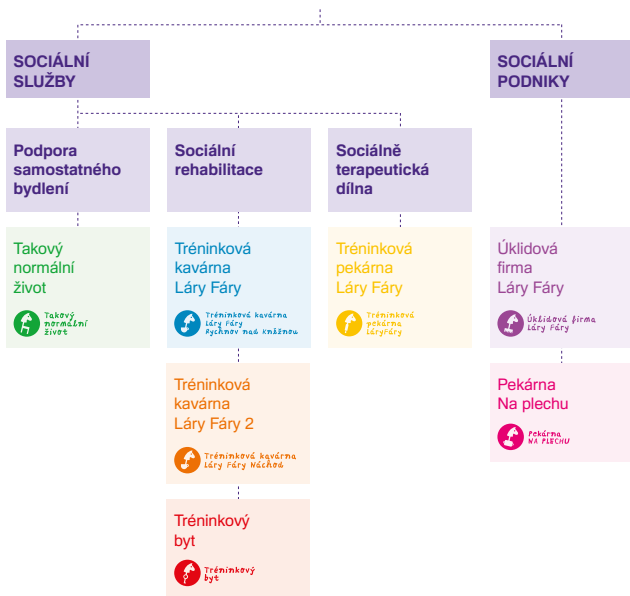 SOCIÁLNÍ
SLUŽBY
SOCIÁLNÍ
PODNIKY
Podpora
samostatného
bydlení
Sociální
rehabilitace
Sociálně
terapeutická
dílna
Takový
normální
život
Takový
normální
život
Tréninková
kavárna
Láry Fáry
Tréninková kavárna
Láry Fáry
Rychnov nad Kněžnou
Tréninková
pekárna
Láry Fáry
Tréninková
pekárna
LáryFáry
Úklidová
firma
Láry Fáry
Úklidová firma
Láry Fáry
Tréninková
kavárna
Láry Fáry 2
Tréninková kavárna
Láry Fáry Náchod
Pekárna
Na plechu
Pekárna
NA PLECHU
Tréninkový
byt
Tréninkový
byt